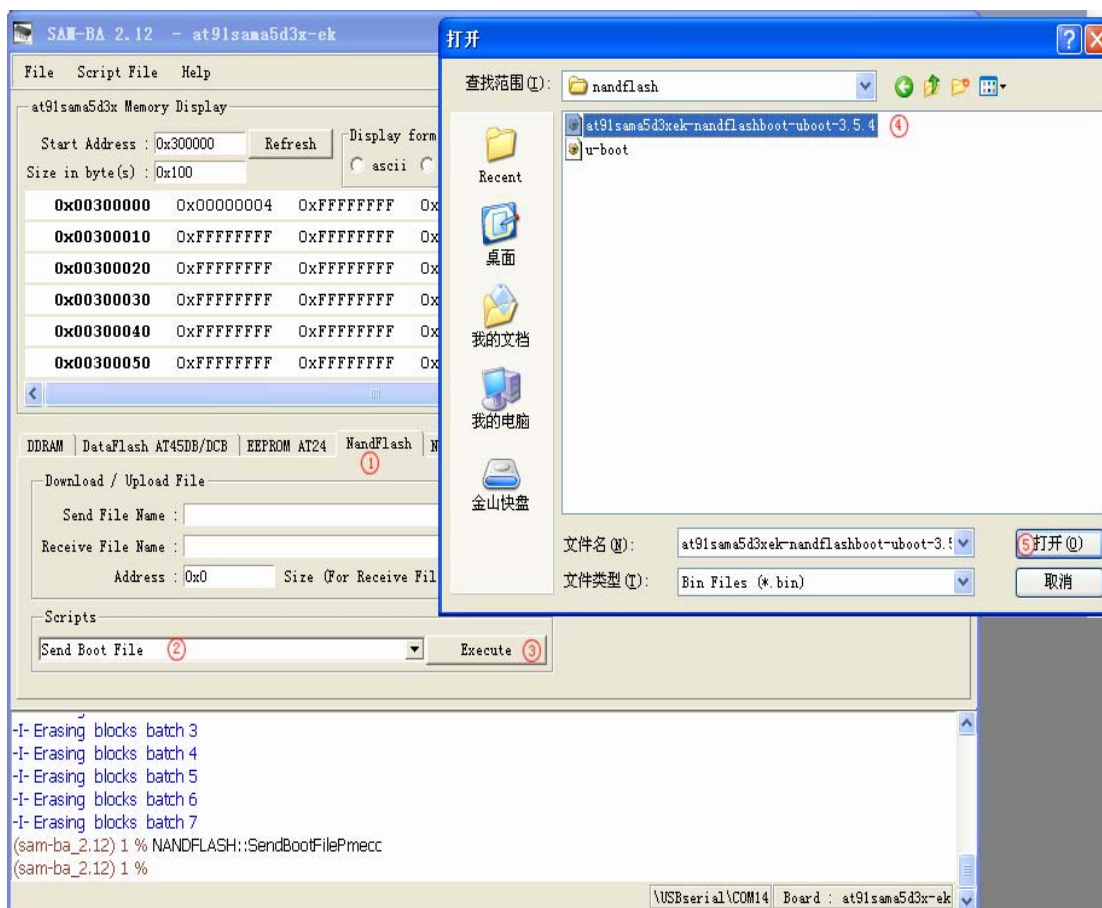 SAM-BA 2.12 - at91sama5d3x-ek
File Script File Help
at91sama5d3x Memory Display
Start Address : 0x300000 Refresh Display form
Size in byte(s) : 0x100 ascii
0x00300000 0x00000004 0xFFFFFFFF 0x
0x00300010 0xFFFFFFFF 0xFFFFFFFF 0x
0x00300020 0xFFFFFFFF 0xFFFFFFFF 0x
0x00300030 0xFFFFFFFF 0xFFFFFFFF 0x
0x00300040 0xFFFFFFFF 0xFFFFFFFF 0x
0x00300050 0xFFFFFFFF 0xFFFFFFFF 0x
DDRAM DataFlash AT45DB/DCB EEPROM AT24 NandFlash N
①
Download / Upload File
Send File Name :
Receive File Name :
Address : 0x0 Size (For Receive Fil
Scripts
Send Boot File ② Execute ③
打开
查找范围(I): nandflash
at91sama5d3xek-nandflashboot-uboot-3.5.4 ④
u-boot
Recent
桌面
我的文档
我的电脑
金山快盘
文件名(N): at91sama5d3xek-nandflashboot-uboot-3.5 ⑤打开(O)
文件类型(T): Bin Files (*.bin) 取消
-I- Erasing blocks batch 3
-I- Erasing blocks batch 4
-I- Erasing blocks batch 5
-I- Erasing blocks batch 6
-I- Erasing blocks batch 7
(sam-ba_2.12) 1 % NANDFLASH::SendBootFilePmecc
(sam-ba_2.12) 1 %
\USBserial\COM14 Board : at91sama5d3x-ek